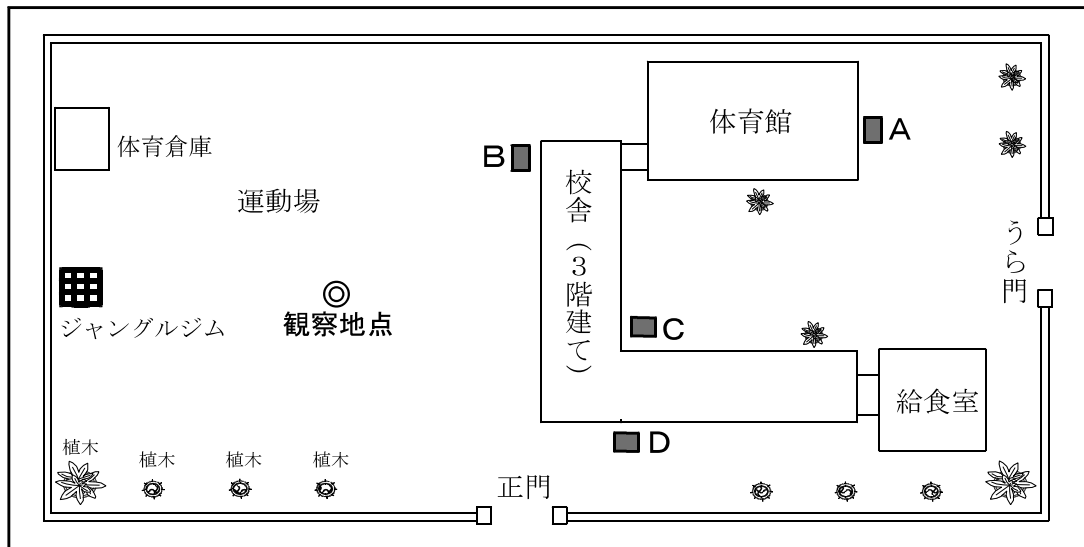 体育館
A
体育倉庫
B
運動場
校舎（３階建て）
うら門
ジャングルジム
観察地点
C
給食室
D
植木
植木
植木
植木
正門